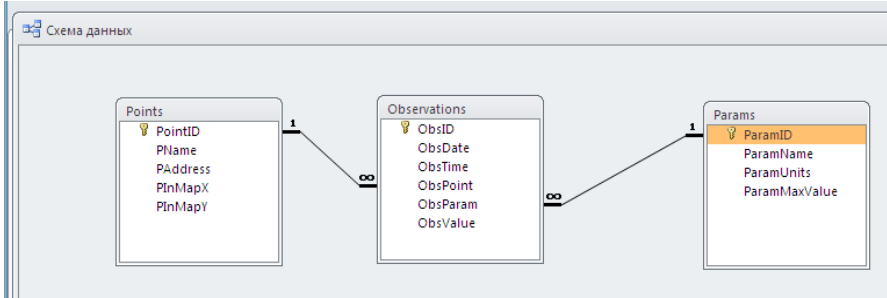 Схема данных
Points
PointID
PName
PAddress
PInMapX
PInMapY
1
∞
Observations
ObsID
ObsDate
ObsTime
ObsPoint
ObsParam
ObsValue
∞
1
Params
ParamID
ParamName
ParamUnits
ParamMaxValue